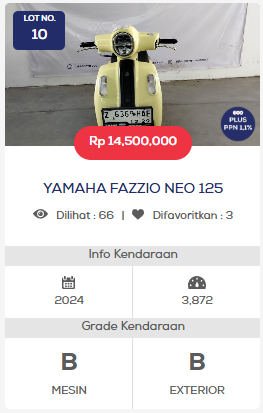 LOT NO.
10
PLUS
PPN 1,1%
Rp 14,500,000
YAMAHA FAZZIO NEO 125
Dilihat : 66 | Difavoritkan : 3
Info Kendaraan
2024 3,872
Grade Kendaraan
B B
MESIN EXTERIOR